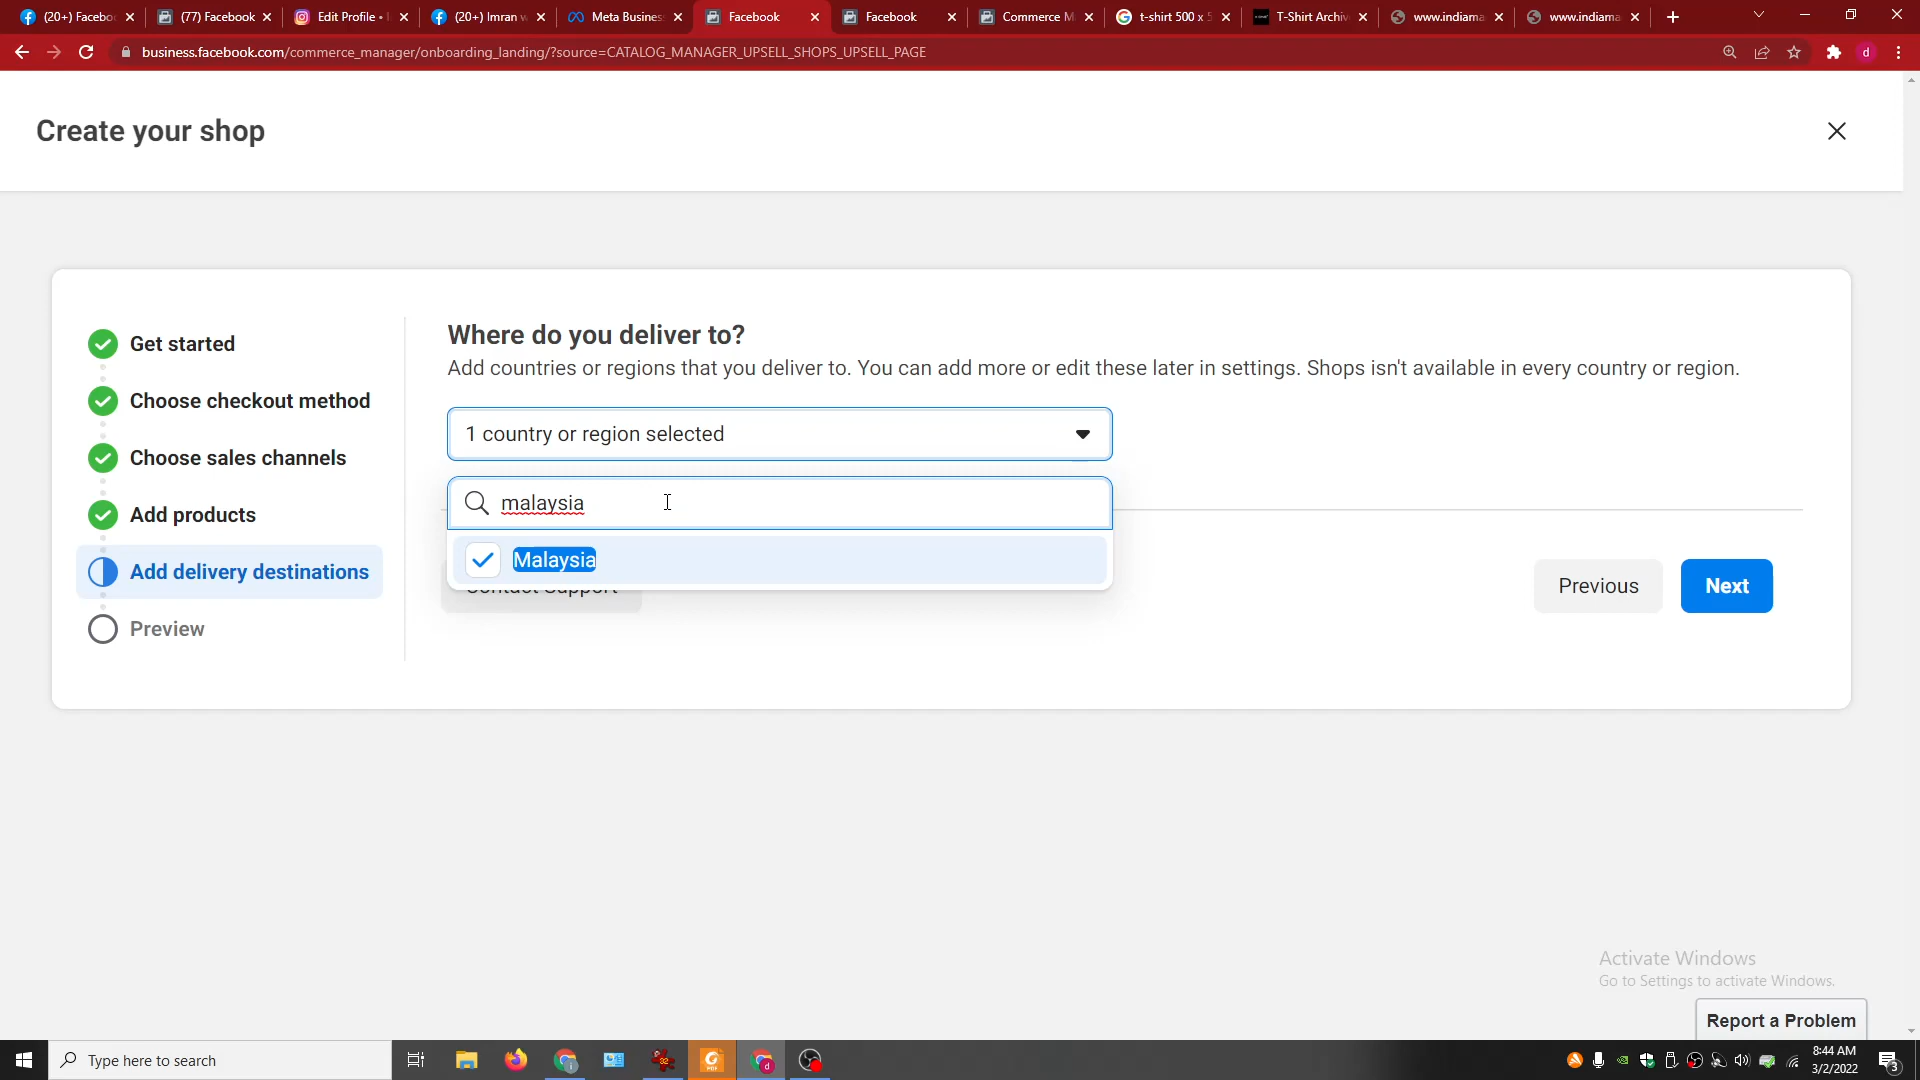 (20+) Facebo
(77) Facebook
Edit Profile •
(20+) Imran w
Meta Business
Facebook
Facebook
Commerce M
t-shirt 500 x 5
T-Shirt Archiv
www.indiama
www.indiama
business.facebook.com/commerce_manager/onboarding_landing/?source=CATALOG_MANAGER_UPSELL_SHOPS_UPSELL_PAGE
d
Create your shop
Get started
Choose checkout method
Choose sales channels
Add products
Add delivery destinations
Preview
Where do you deliver to?
Add countries or regions that you deliver to. You can add more or edit these later in settings. Shops isn't available in every country or region.
1 country or region selected
malaysia
Malaysia
Contact Support
Previous
Next
Activate Windows
Go to Settings to activate Windows.
Report a Problem
Type here to search
8:44 AM
3/2/2022
3